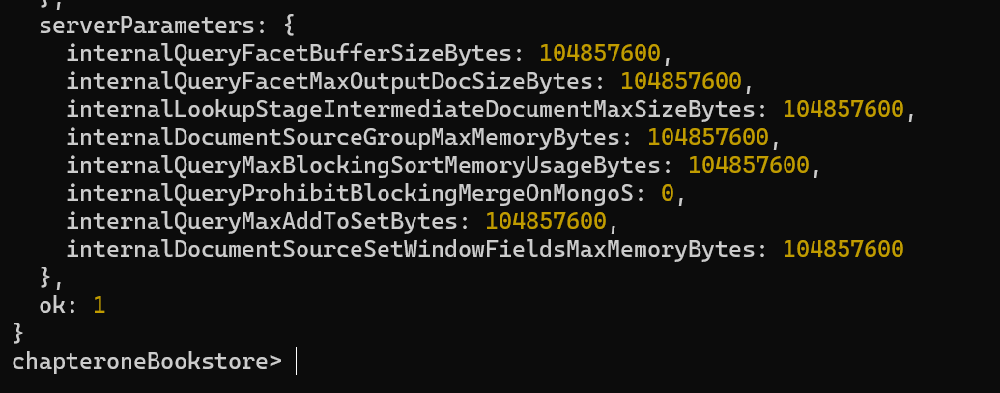 },
serverParameters: {
internalQueryFacetBufferSizeBytes: 104857600,
internalQueryFacetMaxOutputDocSizeBytes: 104857600,
internalLookupStageIntermediateDocumentMaxSizeBytes: 104857600,
internalDocumentSourceGroupMaxMemoryBytes: 104857600,
internalQueryMaxBlockingSortMemoryUsageBytes: 104857600,
internalQueryProhibitBlockingMergeOnMongoS: 0,
internalQueryMaxAddToSetBytes: 104857600,
internalDocumentSourceSetWindowFieldsMaxMemoryBytes: 104857600
},
ok: 1
}
chapteroneBookstore>